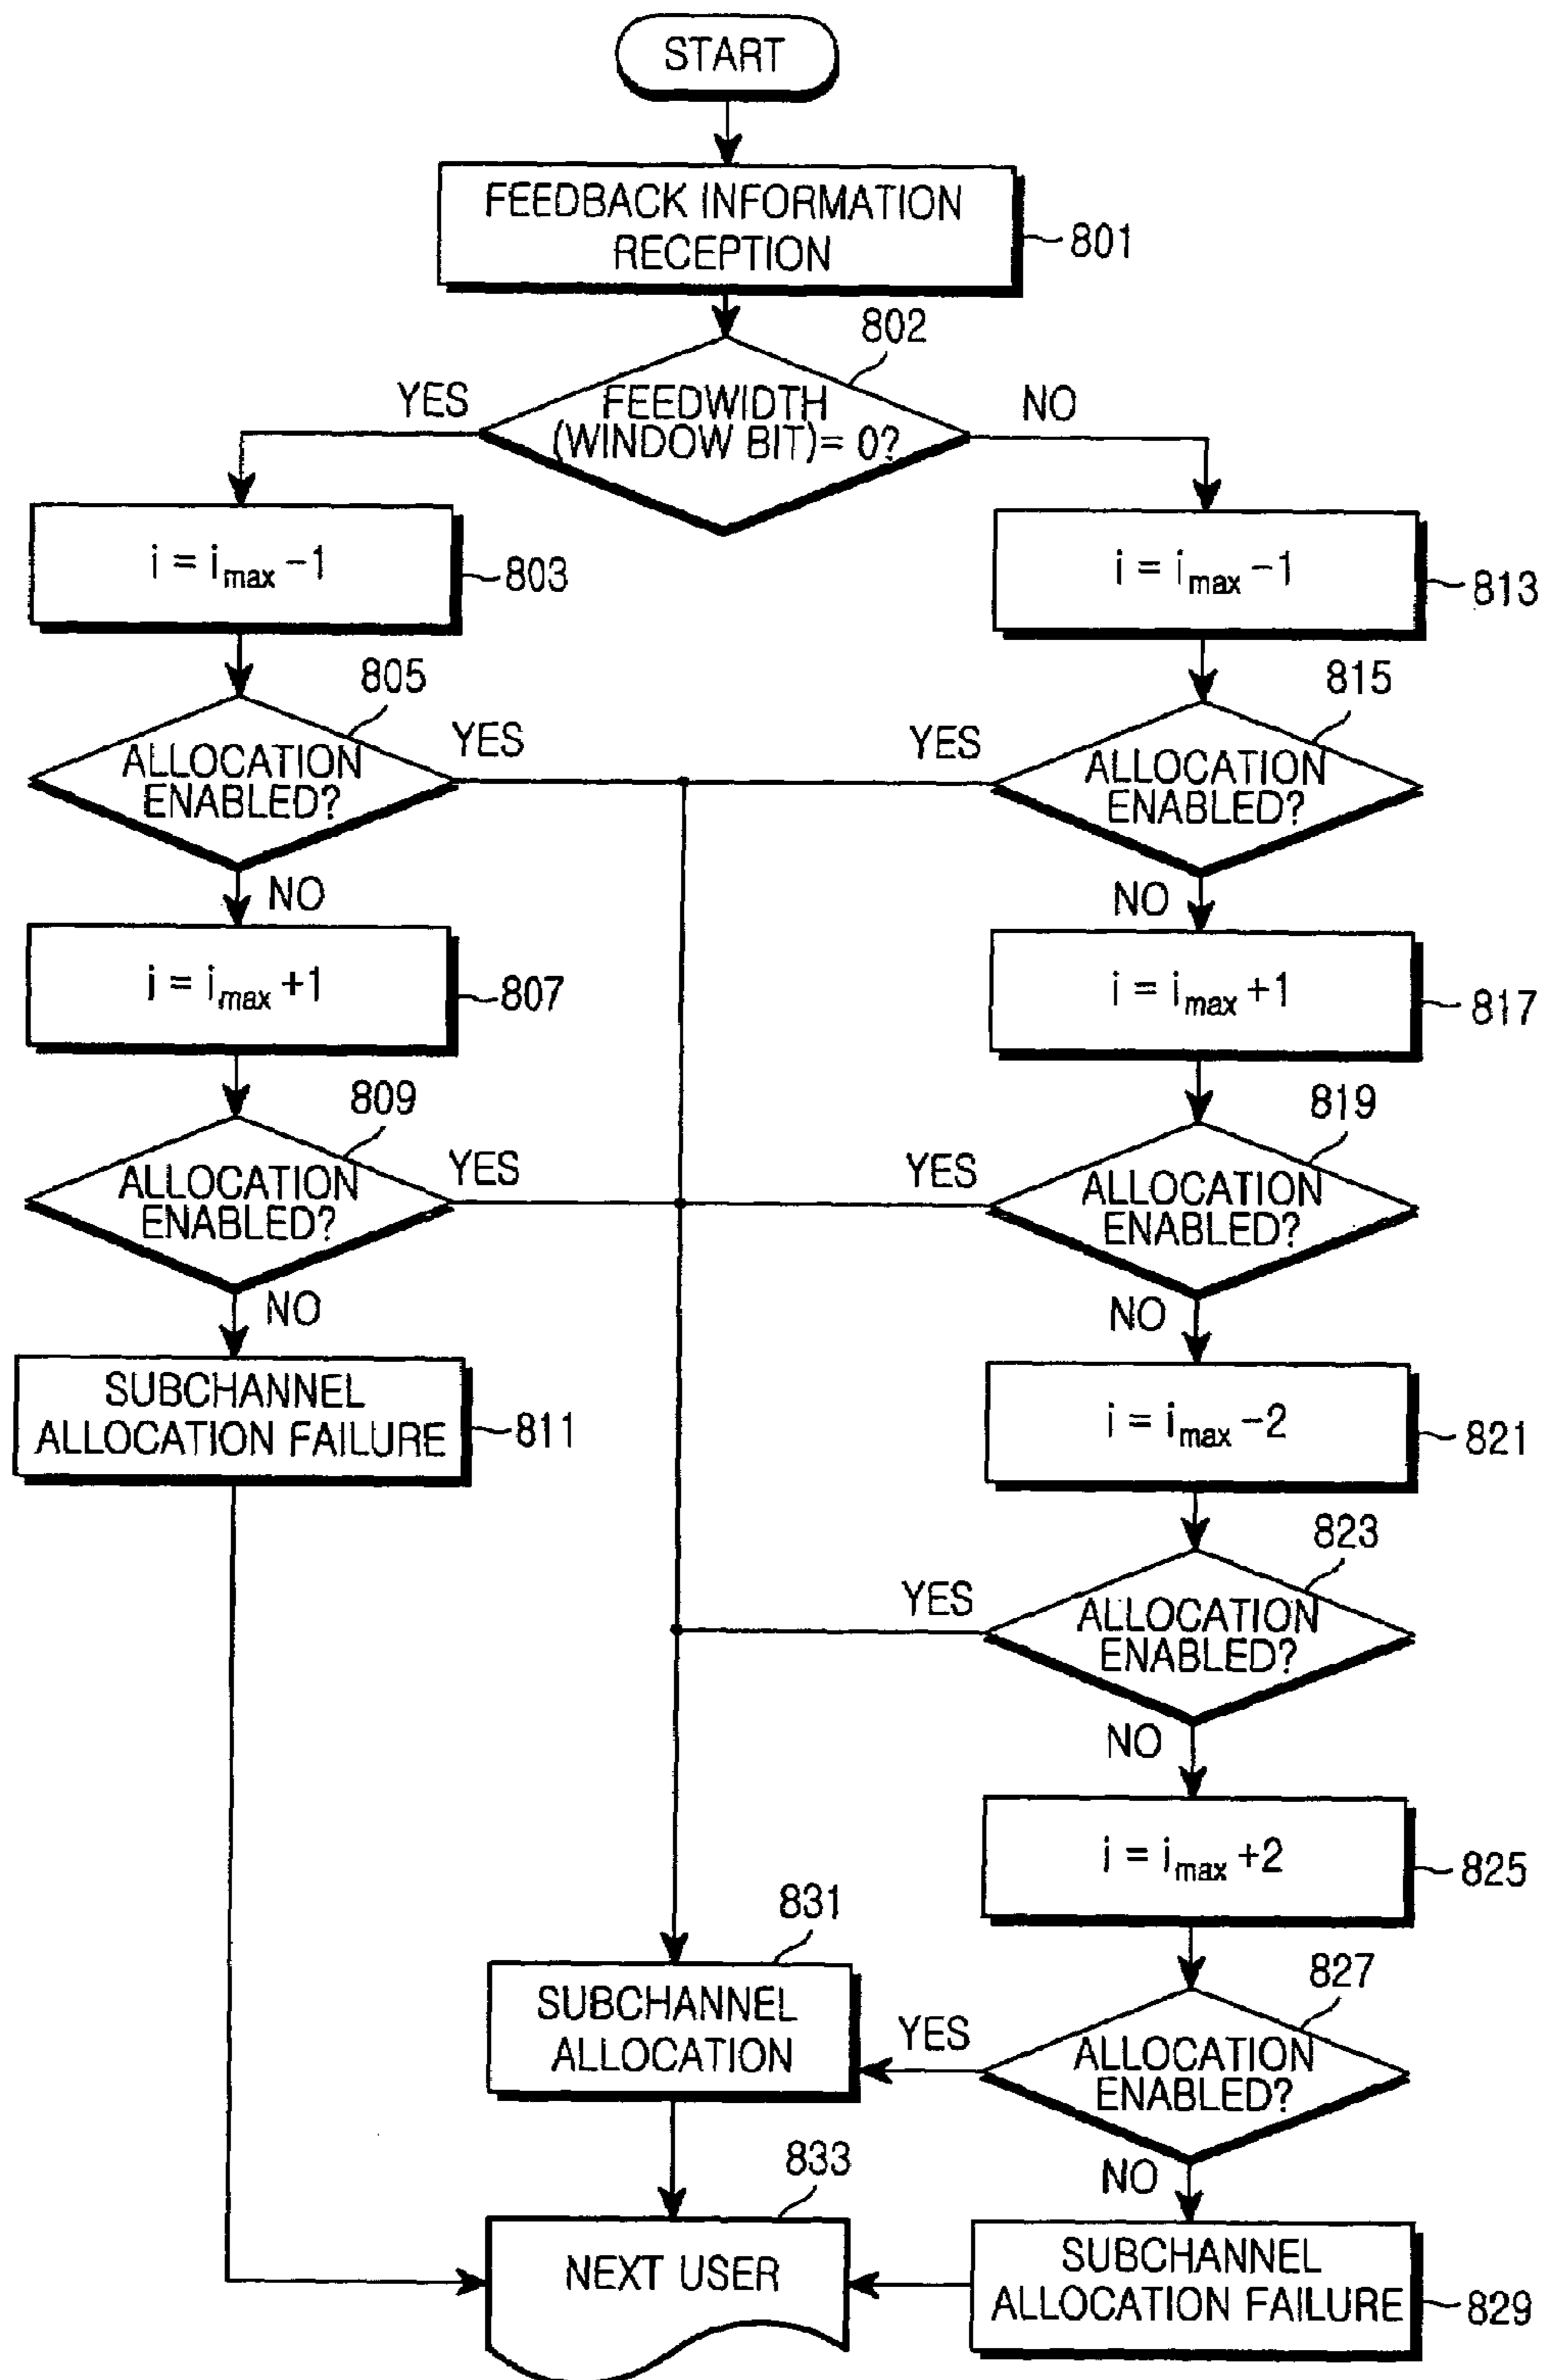 START
FEEDBACK INFORMATION
RECEPTION
801
802
YES
FEEDWIDTH
(WINDOW BIT)= 0?
NO
i = imax −1
803
i = imax −1
813
805
ALLOCATION
ENABLED?
YES
815
YES
ALLOCATION
ENABLED?
NO
NO
i = imax +1
807
i = imax +1
817
809
ALLOCATION
ENABLED?
YES
819
YES
ALLOCATION
ENABLED?
NO
NO
SUBCHANNEL
ALLOCATION FAILURE
811
i = imax −2
821
823
YES
ALLOCATION
ENABLED?
NO
i = imax +2
825
831
SUBCHANNEL
ALLOCATION
827
YES
ALLOCATION
ENABLED?
NO
833
NEXT USER
SUBCHANNEL
ALLOCATION FAILURE
829